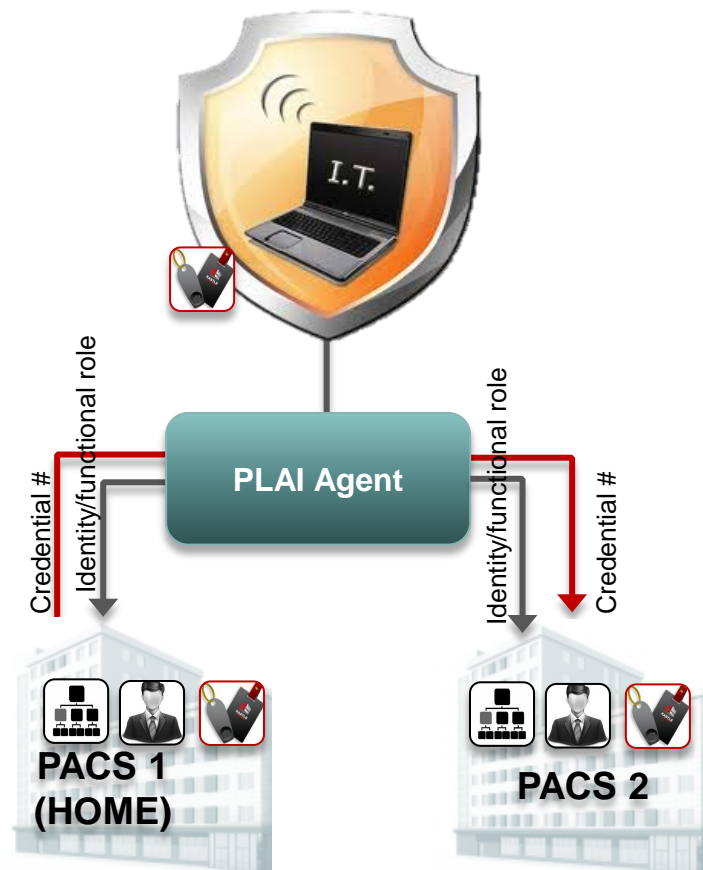 I.T.
PLAI Agent
Credential #
Identity/functional role
Identity/functional role
Credential #
PACS 1
(HOME)
PACS 2